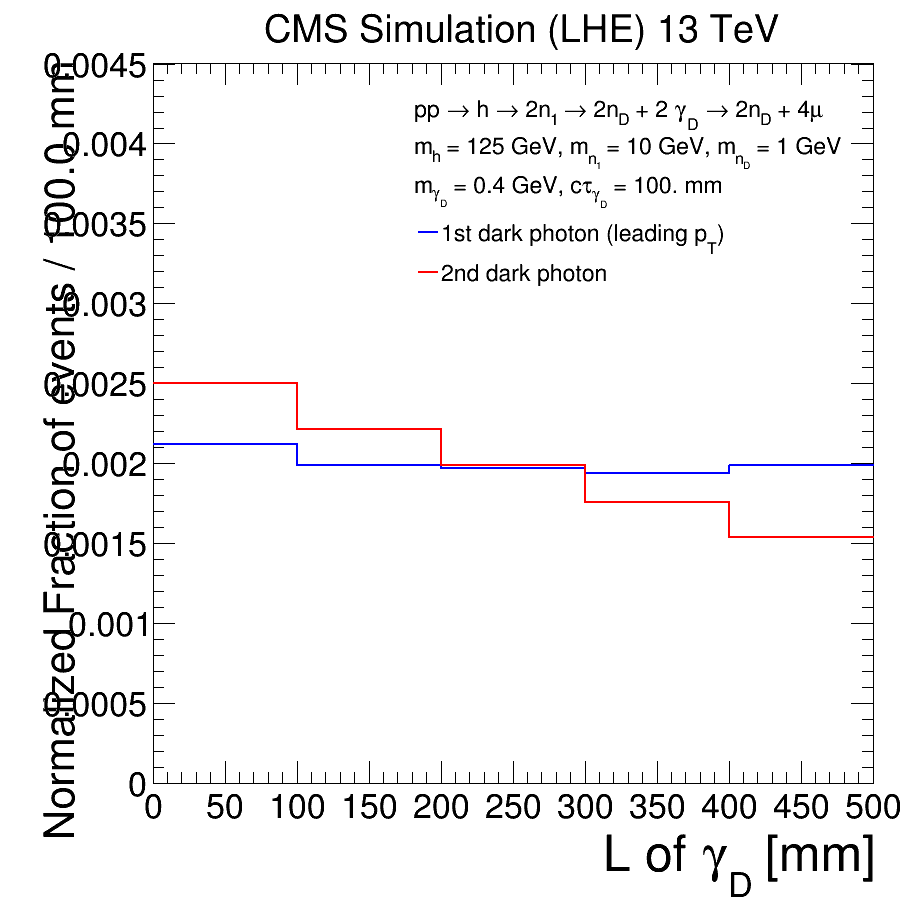 CMS Simulation (LHE) 13 TeV
pp → h → 2n1 → 2nD + 2 γD → 2nD + 4μ
mh = 125 GeV, mn1 = 10 GeV, mnD = 1 GeV
mγD = 0.4 GeV, cτγD = 100. mm
1st dark photon (leading pT)
2nd dark photon
Normalized Fraction of events / 100.0 mm
0.0045
0.004
0.0035
0.003
0.0025
0.002
0.0015
0.001
0.0005
0
0 50 100 150 200 250 300 350 400 450 500
L of γD [mm]